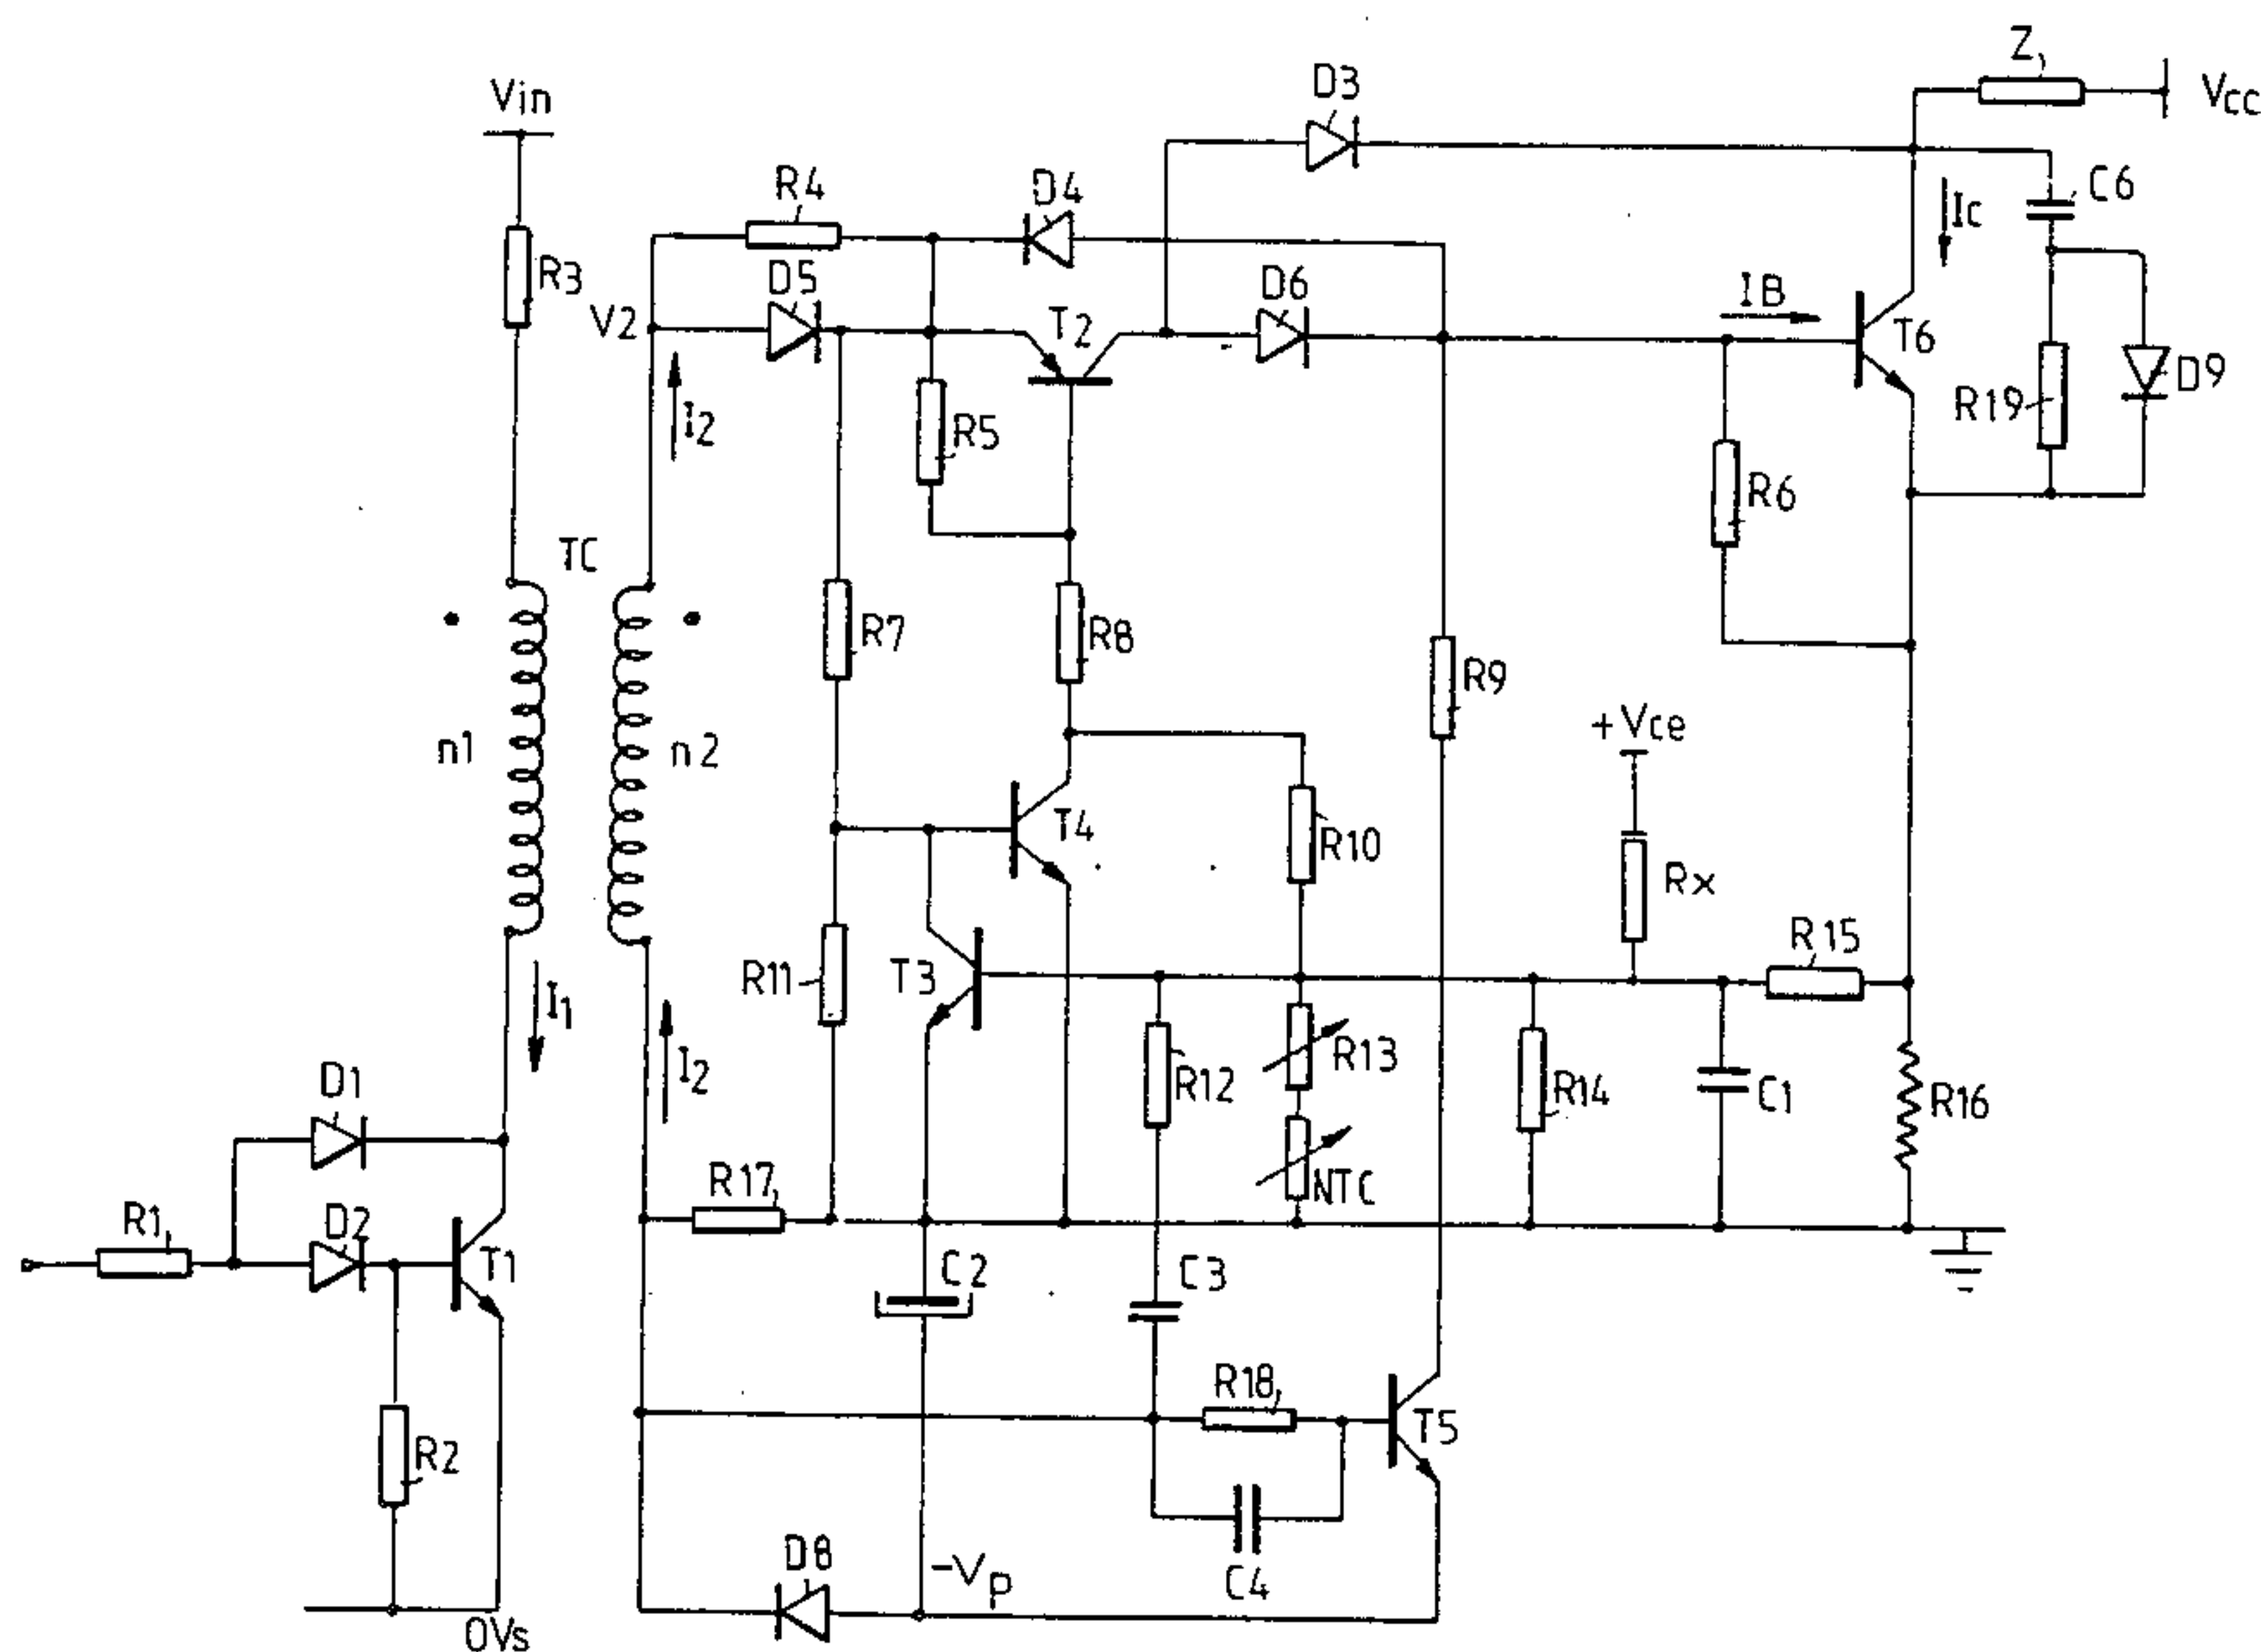 Z
Vcc
D3
Vin
R4
D4
C6
Ic
R3
D5
D6
IB
V2
T2
T6
I2
R5
R19
D9
R6
TC
R7
R8
R9
n1
n2
+Vce
T4
R10
Rx
R11
T3
R15
I1
I2
R13
R12
R14
C1
R16
D1
R17
NTC
R1
D2
T1
C2
C3
R2
R18
T5
C4
D8
-Vp
0Vs